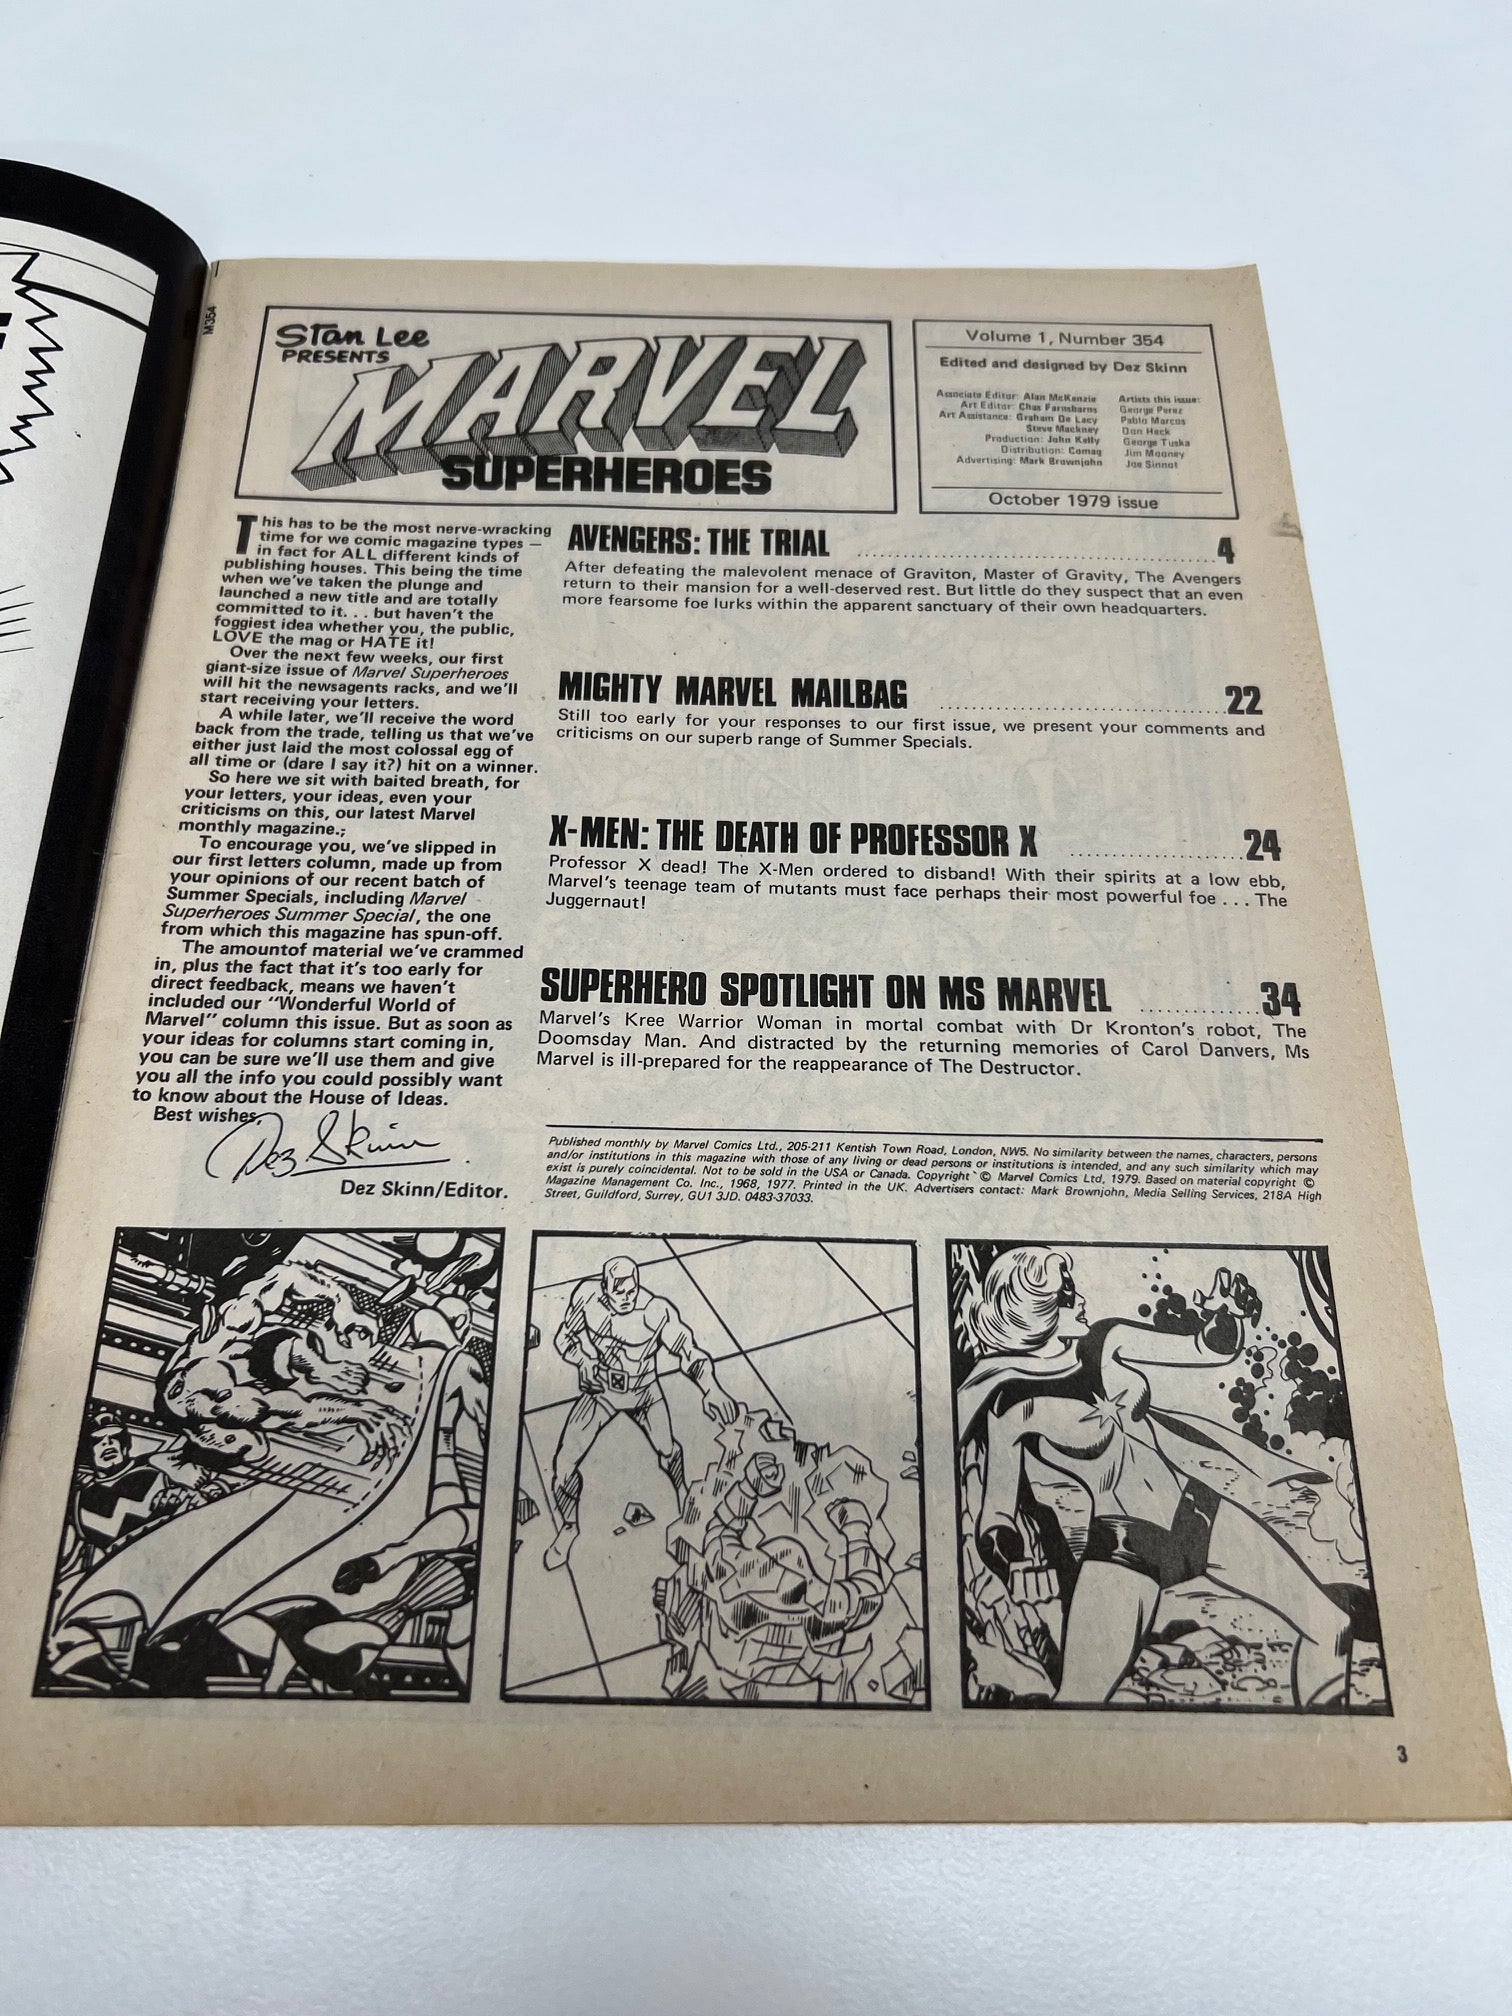 M354
Stan Lee
PRESENTS
MARVEL
SUPERHEROES
Volume 1, Number 354
Edited and designed by Dez Skinn
Associate Editor: Alan McKenzie
Art Editor: Chas Farnsbarns
Art Assistance: Graham De Lacy
Steve Mackney
Production: John Kelly
Distribution: Comag
Advertising: Mark Brownjohn
Artists this issue:
George Perez
Pablo Marcos
Don Heck
George Tuska
Jim Mooney
Joe Sinnot
October 1979 issue
This has to be the most nerve-wracking
time for we comic magazine types —
in fact for ALL different kinds of
publishing houses. This being the time
when we've taken the plunge and
launched a new title and are totally
committed to it. . . but haven't the
foggiest idea whether you, the public,
LOVE the mag or HATE it!
Over the next few weeks, our first
giant-size issue of Marvel Superheroes
will hit the newsagents racks, and we'll
start receiving your letters.
A while later, we'll receive the word
back from the trade, telling us that we've
either just laid the most colossal egg of
all time or (dare I say it?) hit on a winner.
So here we sit with baited breath, for
your letters, your ideas, even your
criticisms on this, our latest Marvel
monthly magazine.;
To encourage you, we've slipped in
our first letters column, made up from
your opinions of our recent batch of
Summer Specials, including Marvel
Superheroes Summer Special, the one
from which this magazine has spun-off.
The amountof material we've crammed
in, plus the fact that it's too early for
direct feedback, means we haven't
included our "Wonderful World of
Marvel" column this issue. But as soon as
your ideas for columns start coming in,
you can be sure we'll use them and give
you all the info you could possibly want
to know about the House of Ideas.
Best wishes,
Dez Skinn
Dez Skinn/Editor.
AVENGERS: THE TRIAL ........ 4
After defeating the malevolent menace of Graviton, Master of Gravity, The Avengers
return to their mansion for a well-deserved rest. But little do they suspect that an even
more fearsome foe lurks within the apparent sanctuary of their own headquarters.
MIGHTY MARVEL MAILBAG ........ 22
Still too early for your responses to our first issue, we present your comments and
criticisms on our superb range of Summer Specials.
X-MEN: THE DEATH OF PROFESSOR X ........ 24
Professor X dead! The X-Men ordered to disband! With their spirits at a low ebb,
Marvel's teenage team of mutants must face perhaps their most powerful foe . . . The
Juggernaut!
SUPERHERO SPOTLIGHT ON MS MARVEL ........ 34
Marvel's Kree Warrior Woman in mortal combat with Dr Kronton's robot, The
Doomsday Man. And distracted by the returning memories of Carol Danvers, Ms
Marvel is ill-prepared for the reappearance of The Destructor.
Published monthly by Marvel Comics Ltd., 205-211 Kentish Town Road, London, NW5. No similarity between the names, characters, persons
and/or institutions in this magazine with those of any living or dead persons or institutions is intended, and any such similarity which may
exist is purely coincidental. Not to be sold in the USA or Canada. Copyright © Marvel Comics Ltd, 1979. Based on material copyright ©
Magazine Management Co. Inc., 1968, 1977. Printed in the UK. Advertisers contact: Mark Brownjohn, Media Selling Services, 218A High
Street, Guildford, Surrey, GU1 3JD. 0483-37033.
3